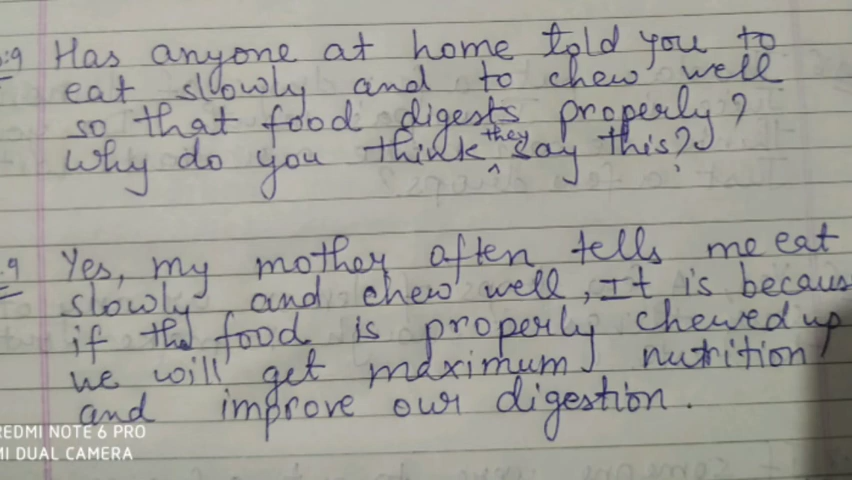 .9 Has anyone at home told you to
eat slowly and to chew well
so that food digests properly?
Why do you think they say this?
.9 Yes, my mother often tells me eat
slowly and chew well, It is becaus
if the food is properly chewed up
we will get maximum nutrition
and improve our digestion.
REDMI NOTE 6 PRO
MI DUAL CAMERA